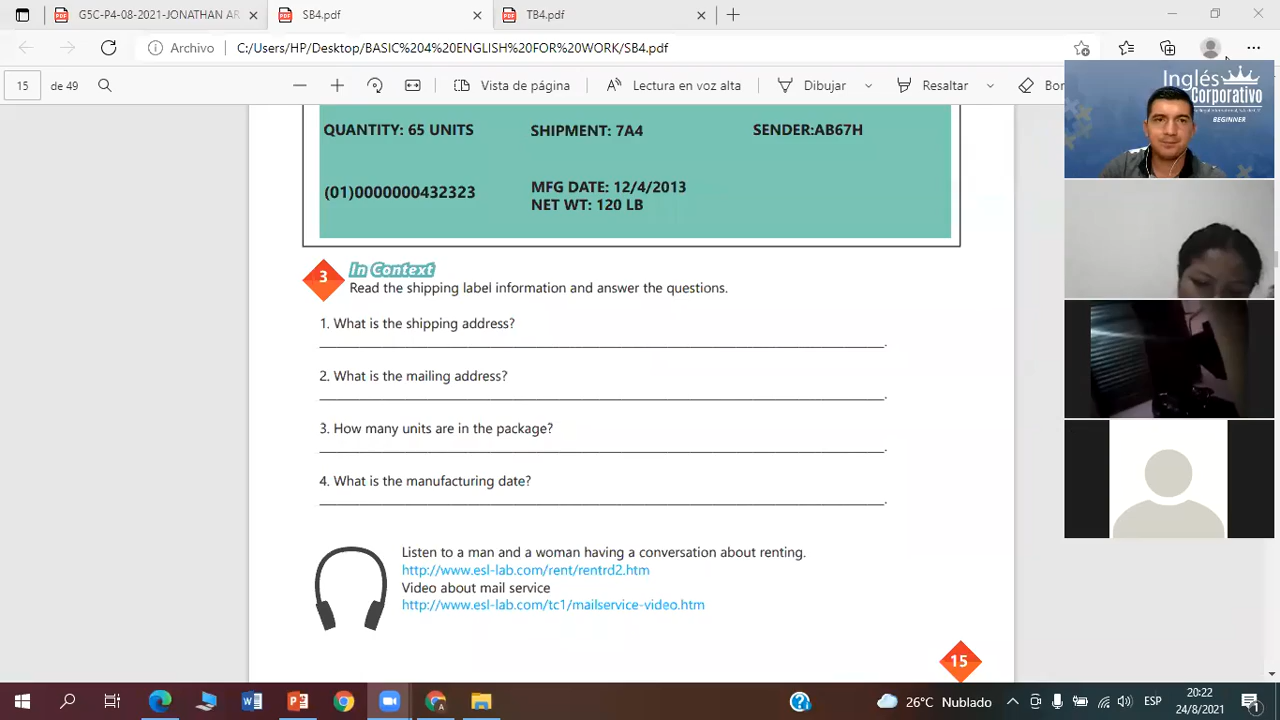 G5C-P4-08-2021-JONATHAN AR
SB4.pdf
TB4.pdf
Archivo
C:/Users/HP/Desktop/BASIC%204%20ENGLISH%20FOR%20WORK/SB4.pdf
15 de 49
Vista de página
Lectura en voz alta
Dibujar
Resaltar
Bor
Inglés
Corporativo
BEGINNER
QUANTITY: 65 UNITS
SHIPMENT: 7A4
SENDER:AB67H
(01)0000000432323
MFG DATE: 12/4/2013
NET WT: 120 LB
3
In Context
Read the shipping label information and answer the questions.
1. What is the shipping address?
2. What is the mailing address?
3. How many units are in the package?
4. What is the manufacturing date?
Listen to a man and a woman having a conversation about renting.
http://www.esl-lab.com/rent/rentrd2.htm
Video about mail service
http://www.esl-lab.com/tc1/mailservice-video.htm
15
26°C Nublado
ESP
20:22
24/8/2021
1